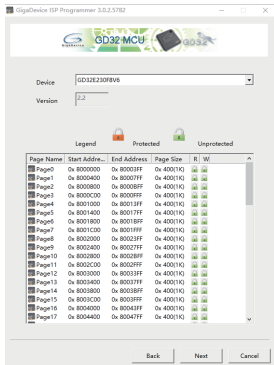 GigaDevice ISP Programmer 3.0.2.5782
GigaDevice GD32 MCU GD32
Device GD32E230F8V6
Version 2.2
Legend Protected Unprotected
Page Name Start Addre... End Address Page Size R W
Page0 0x 8000000 0x 80003FF 0x 400(1K)
Page1 0x 8000400 0x 80007FF 0x 400(1K)
Page2 0x 8000800 0x 8000BFF 0x 400(1K)
Page3 0x 8000C00 0x 8000FFF 0x 400(1K)
Page4 0x 8001000 0x 80013FF 0x 400(1K)
Page5 0x 8001400 0x 80017FF 0x 400(1K)
Page6 0x 8001800 0x 8001BFF 0x 400(1K)
Page7 0x 8001C00 0x 8001FFF 0x 400(1K)
Page8 0x 8002000 0x 80023FF 0x 400(1K)
Page9 0x 8002400 0x 80027FF 0x 400(1K)
Page10 0x 8002800 0x 8002BFF 0x 400(1K)
Page11 0x 8002C00 0x 8002FFF 0x 400(1K)
Page12 0x 8003000 0x 80033FF 0x 400(1K)
Page13 0x 8003400 0x 80037FF 0x 400(1K)
Page14 0x 8003800 0x 8003BFF 0x 400(1K)
Page15 0x 8003C00 0x 8003FFF 0x 400(1K)
Page16 0x 8004000 0x 80043FF 0x 400(1K)
Page17 0x 8004400 0x 80047FF 0x 400(1K)
Back Next Cancel